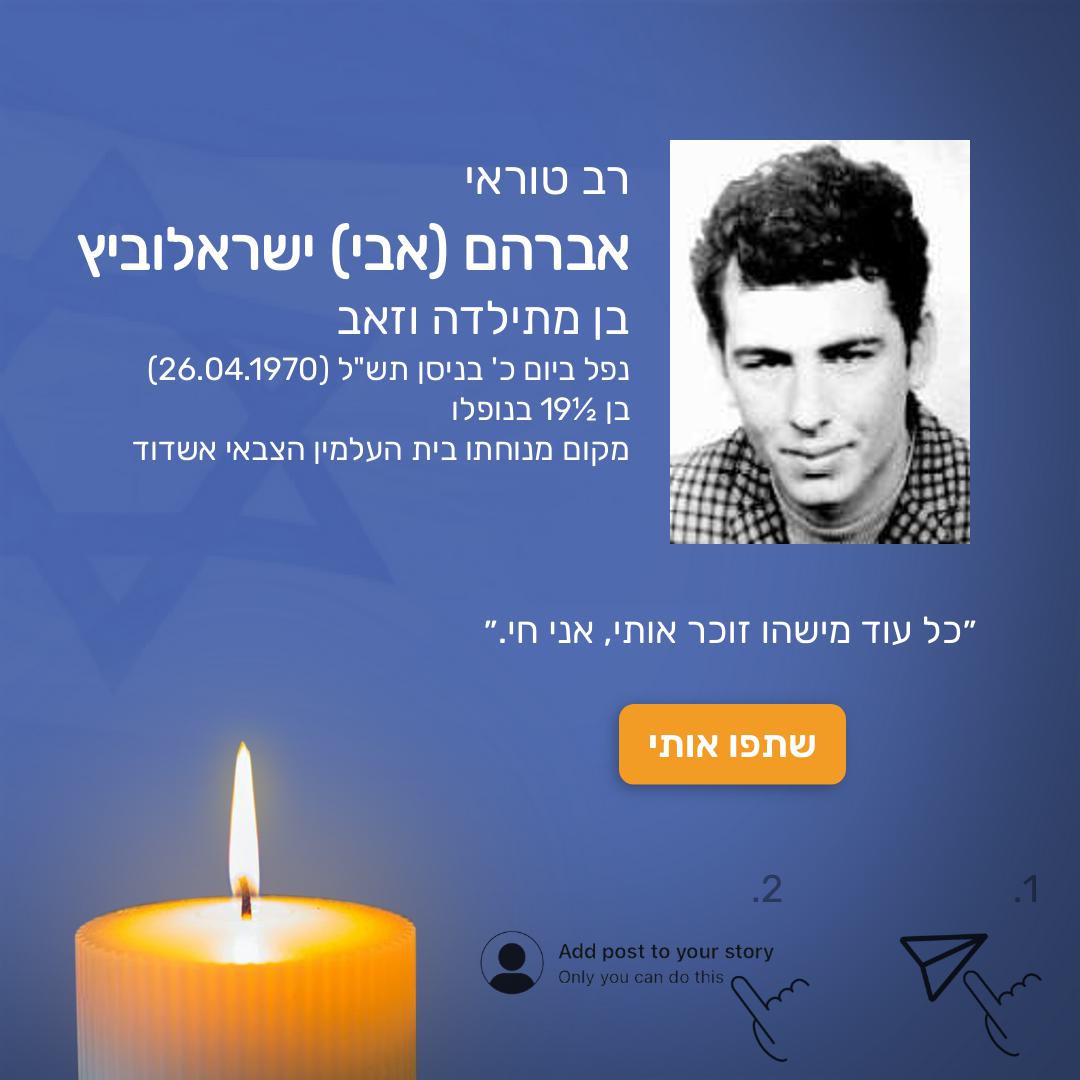 רב טוראי
אברהם (אבי) ישראלוביץ
בן מתילדה וזאב
נפל ביום כ' בניסן תש"ל (26.04.1970)
בן 19½ בנופלו
מקום מנוחתו בית העלמין הצבאי אשדוד
״כל עוד מישהו זוכר אותי, אני חי.״
שתפו אותי
.1
.2
Add post to your story
Only you can do this